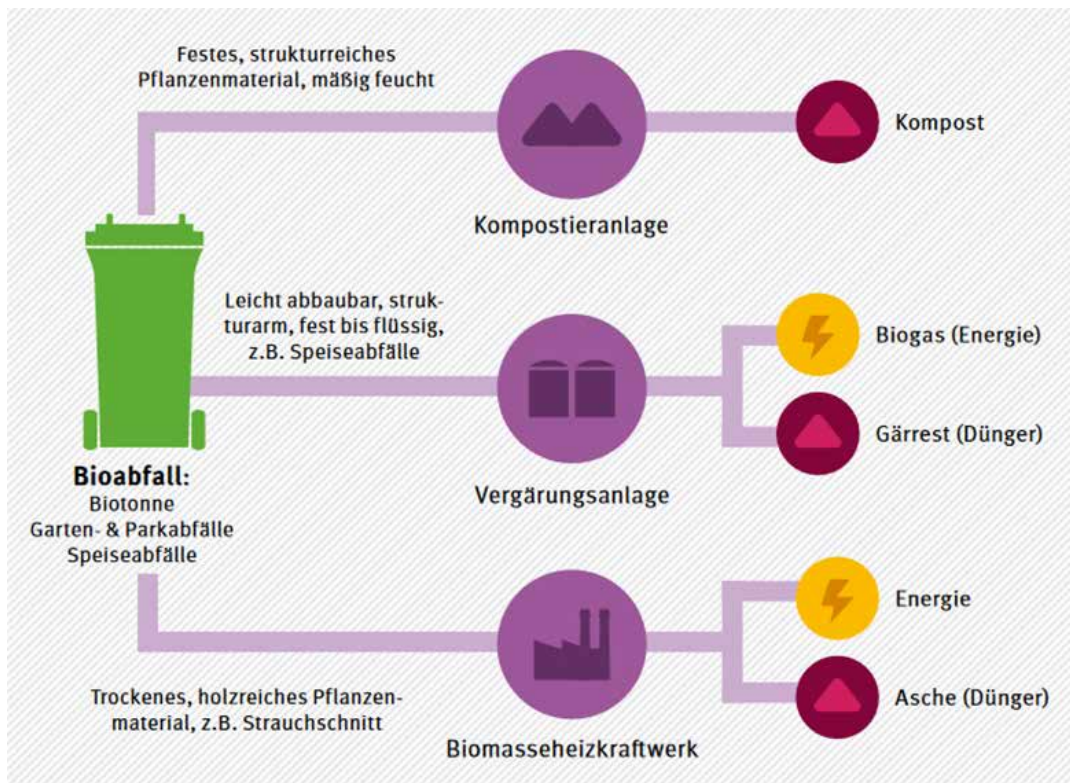 Festes, strukturreiches
Pflanzenmaterial, mäßig feucht
Kompostieranlage
Kompost
Leicht abbaubar, struk-
turarm, fest bis flüssig,
z.B. Speiseabfälle
Vergärungsanlage
Biogas (Energie)
Gärrest (Dünger)
Bioabfall:
Biotonne
Garten- & Parkabfälle
Speiseabfälle
Trockenes, holzreiches Pflanzen-
material, z.B. Strauchschnitt
Biomasseheizkraftwerk
Energie
Asche (Dünger)